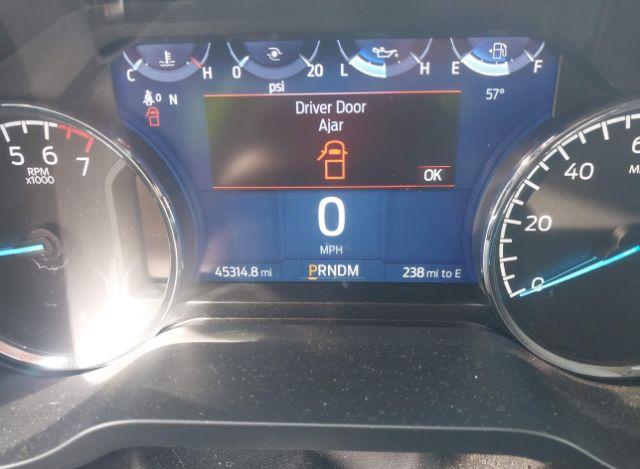 C H 0 20 L H E F
psi
0 N
57°
Driver Door
Ajar
OK
5 6 7
RPM
x1000
0
MPH
45314.8 mi
PRNDM
238 mi to E
0 20 40